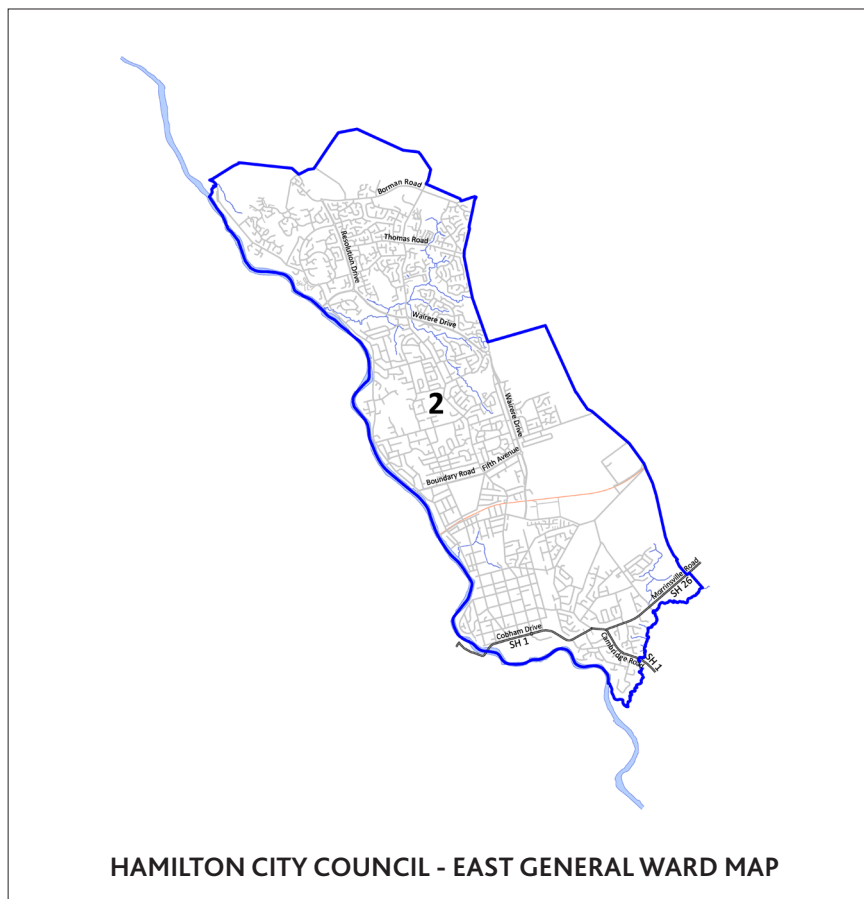 Borman Road
Thomas Road
Resolution Drive
Wairere Drive
2
Wairere Drive
Fifth Avenue
Boundary Road
Morrinsville Road
SH 26
Cobham Drive
SH 1
Cambridge Road
SH 1
HAMILTON CITY COUNCIL - EAST GENERAL WARD MAP